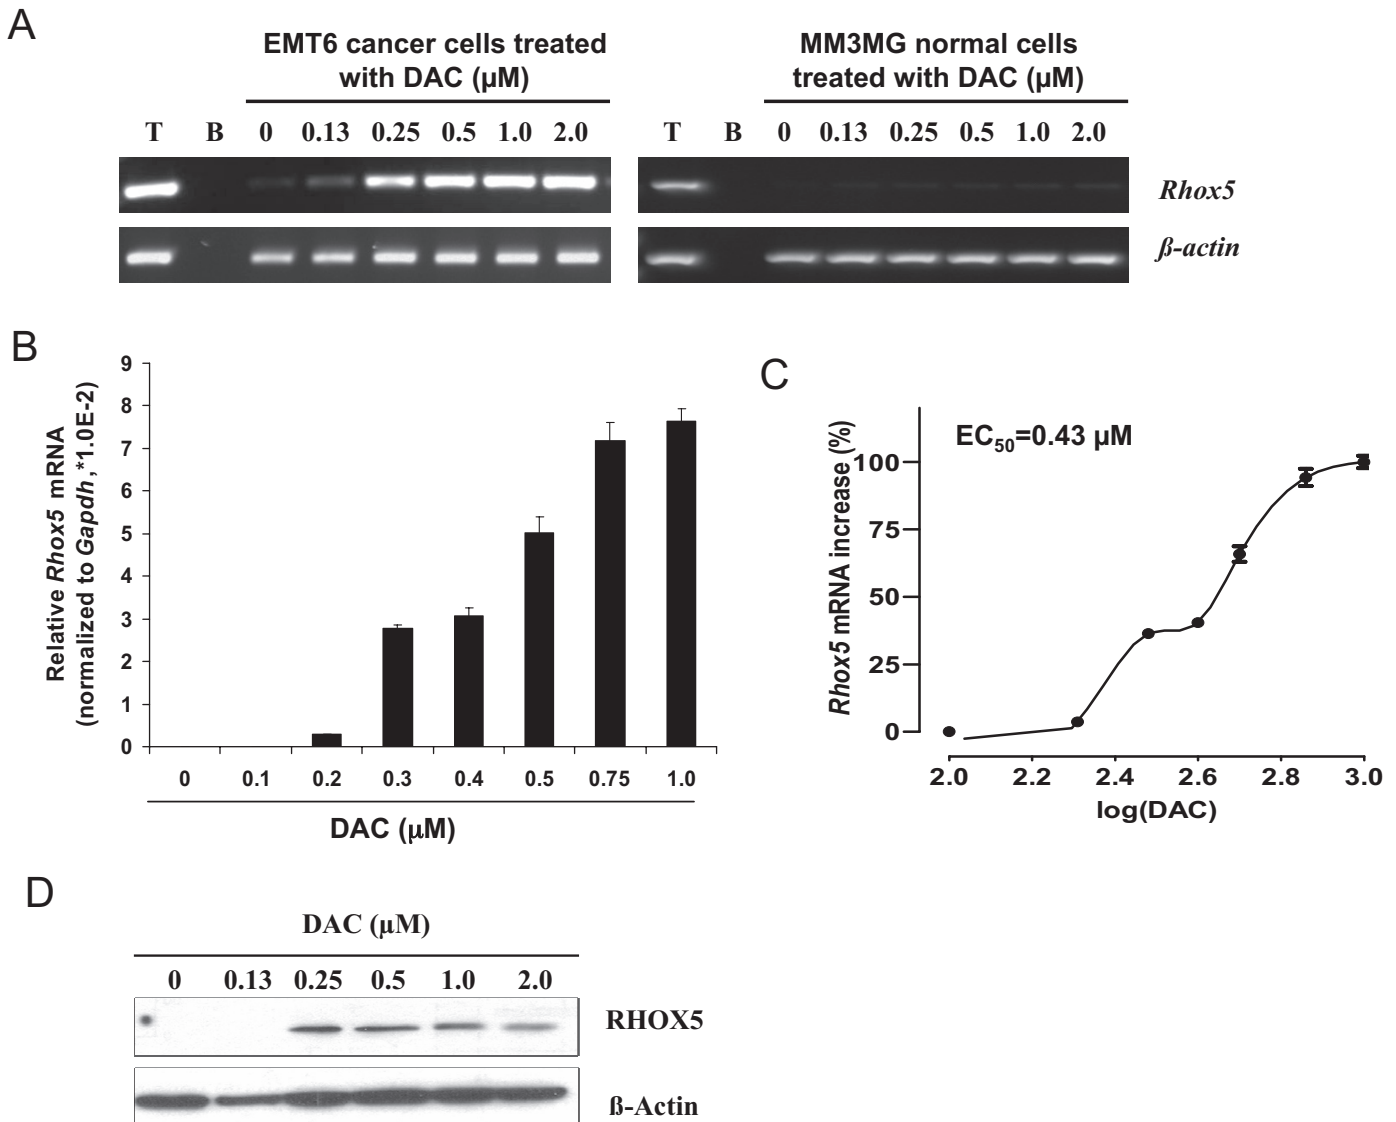 A
EMT6 cancer cells treated
with DAC (µM)
T B 0 0.13 0.25 0.5 1.0 2.0
MM3MG normal cells
treated with DAC (µM)
T B 0 0.13 0.25 0.5 1.0 2.0
Rhox5
ß-actin
B
Relative Rhox5 mRNA
(normalized to Gapdh,*1.0E-2)
9
8
7
6
5
4
3
2
1
0
0 0.1 0.2 0.3 0.4 0.5 0.75 1.0
DAC (µM)
C
EC50=0.43 µM
Rhox5 mRNA increase (%)
100
75
50
25
0
2.0 2.2 2.4 2.6 2.8 3.0
log(DAC)
D
DAC (µM)
0 0.13 0.25 0.5 1.0 2.0
RHOX5
ß-Actin